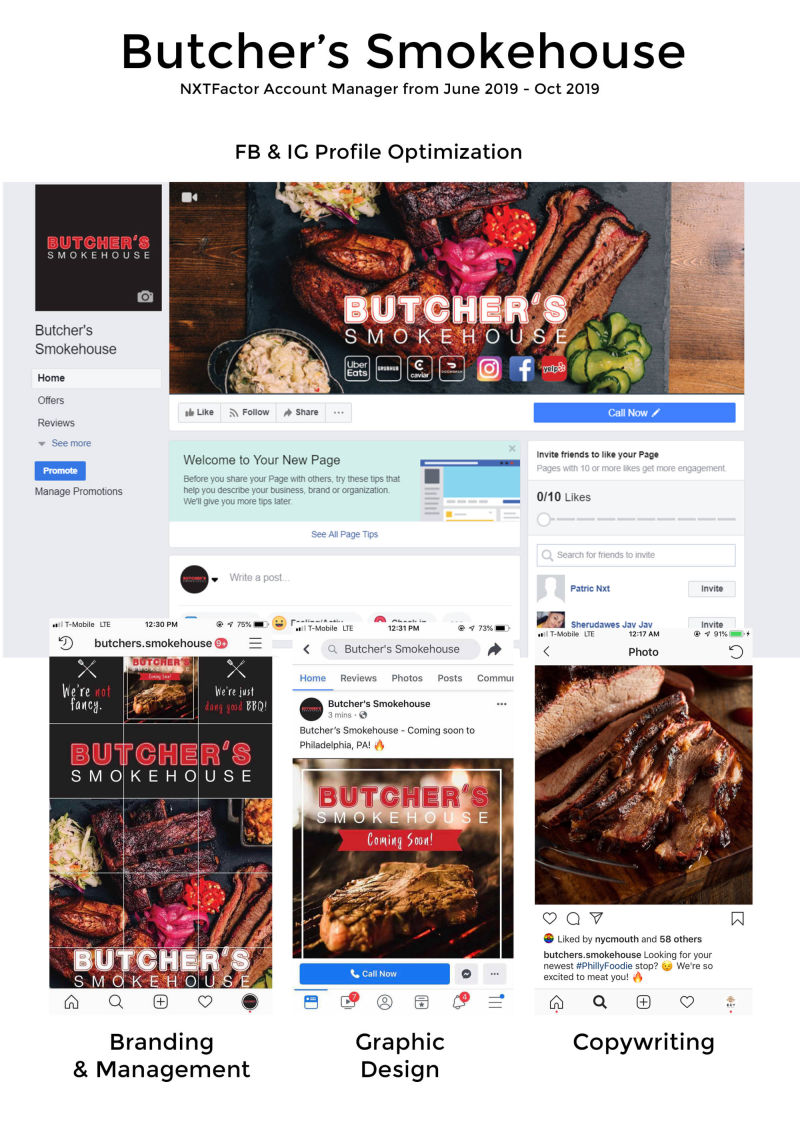 Butcher's Smokehouse
NXTFactor Account Manager from June 2019 - Oct 2019
FB & IG Profile Optimization
BUTCHER'S
SMOKEHOUSE
Butcher's
Smokehouse
Home
Offers
Reviews
See more
Promote
Manage Promotions
BUTCHER'S
SMOKEHOUSE
Uber
Eats
GRUBHUB
caviar
DOORDASH
yelp
Like
Follow
Share
Call Now
Welcome to Your New Page
Before you share your Page with others, try these tips that
help you describe your business, brand or organization.
We'll give you more tips later.
See All Page Tips
Write a post...
Feeling/Activ...
Check in
Invite friends to like your Page
Pages with 10 or more likes get more engagement.
0/10 Likes
Search for friends to invite
Patric Nxt
Invite
Sherudawes Jay Jay
Invite
T-Mobile LTE 12:30 PM 75%
butchers.smokehouse 9+
We're not
fancy.
BUTCHER'S
SMOKEHOUSE
Coming Soon!
We're just
dang good BBQ!
BUTCHER'S
SMOKEHOUSE
BUTCHER'S
SMOKEHOUSE
T-Mobile LTE 12:31 PM 73%
Butcher's Smokehouse
Home Reviews Photos Posts Commun
Butcher's Smokehouse
3 mins ·
Butcher's Smokehouse - Coming soon to
Philadelphia, PA! 🔥
BUTCHER'S
SMOKEHOUSE
Coming Soon!
Call Now
7
4
T-Mobile LTE 12:17 AM 91%
Photo
Liked by nycmouth and 58 others
butchers.smokehouse Looking for your
newest #PhillyFoodie stop? 😉 We're so
excited to meat you! 🔥
Branding
& Management
Graphic
Design
Copywriting